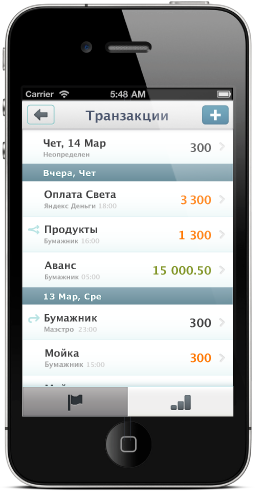 Carrier 5:48 AM
Транзакции
Чет, 14 Мар
300
Неопределен
Вчера, Чет
Оплата Света
3 300
Яндекс Деньги 18:00
Продукты
1 300
Бумажник 16:00
Аванс
15 000.50
Бумажник 05:00
13 Мар, Сре
Бумажник
300
Маэстро 23:00
Мойка
300
Бумажник 15:00